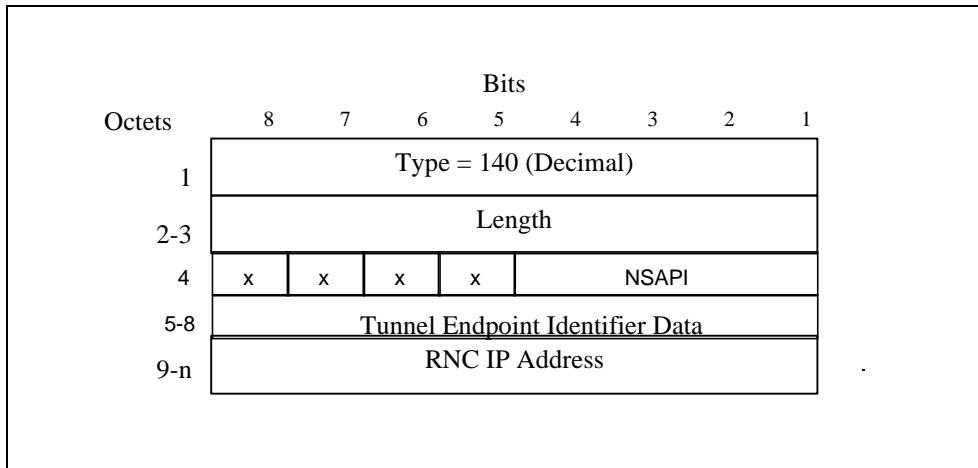 Bits
Octets 8 7 6 5 4 3 2 1
1 Type = 140 (Decimal)
2-3 Length
4 x x x x NSAPI
5-8 Tunnel Endpoint Identifier Data
9-n RNC IP Address .